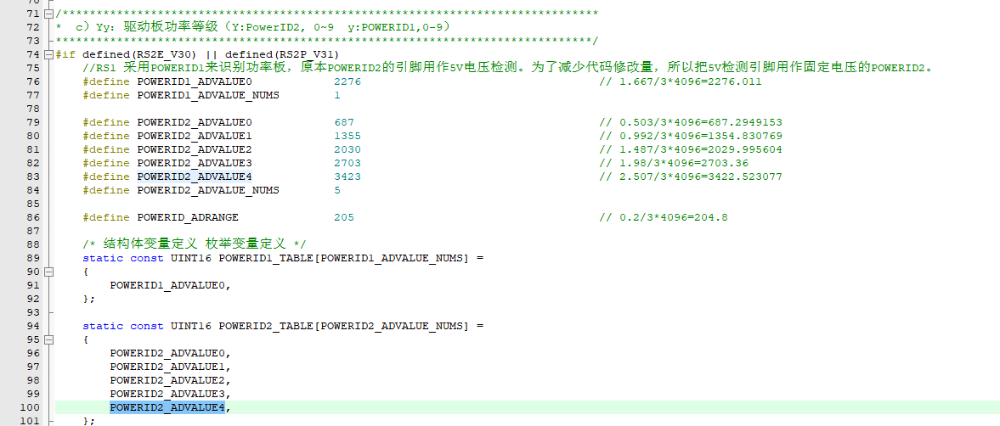 70
71 /******************************************************************************
72 * c）Yy: 驱动板功率等级（Y:PowerID2, 0~9 y:POWERID1,0~9）
73 ******************************************************************************/
74 #if defined(RS2E_V30) || defined(RS2P_V31)
75 //RS1 采用POWERID1来识别功率板，原本POWERID2的引脚用作5V电压检测。为了减少代码修改量，所以把5V检测引脚用作固定电压的POWERID2。
76 #define POWERID1_ADVALUE0 2276 // 1.667/3*4096=2276.011
77 #define POWERID1_ADVALUE_NUMS 1
78
79 #define POWERID2_ADVALUE0 687 // 0.503/3*4096=687.2949153
80 #define POWERID2_ADVALUE1 1355 // 0.992/3*4096=1354.830769
81 #define POWERID2_ADVALUE2 2030 // 1.487/3*4096=2029.995604
82 #define POWERID2_ADVALUE3 2703 // 1.98/3*4096=2703.36
83 #define POWERID2_ADVALUE4 3423 // 2.507/3*4096=3422.523077
84 #define POWERID2_ADVALUE_NUMS 5
85
86 #define POWERID_ADRANGE 205 // 0.2/3*4096=204.8
87
88 /* 结构体变量定义 枚举变量定义 */
89 static const UINT16 POWERID1_TABLE[POWERID1_ADVALUE_NUMS] =
90 {
91 POWERID1_ADVALUE0,
92 };
93
94 static const UINT16 POWERID2_TABLE[POWERID2_ADVALUE_NUMS] =
95 {
96 POWERID2_ADVALUE0,
97 POWERID2_ADVALUE1,
98 POWERID2_ADVALUE2,
99 POWERID2_ADVALUE3,
100 POWERID2_ADVALUE4,
101 };